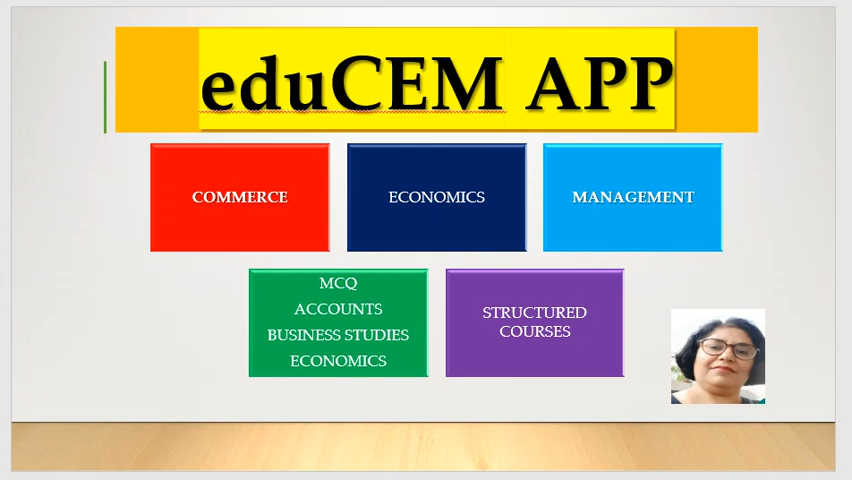 eduCEM APP
COMMERCE
ECONOMICS
MANAGEMENT
MCQ
ACCOUNTS
BUSINESS STUDIES
ECONOMICS
STRUCTURED
COURSES